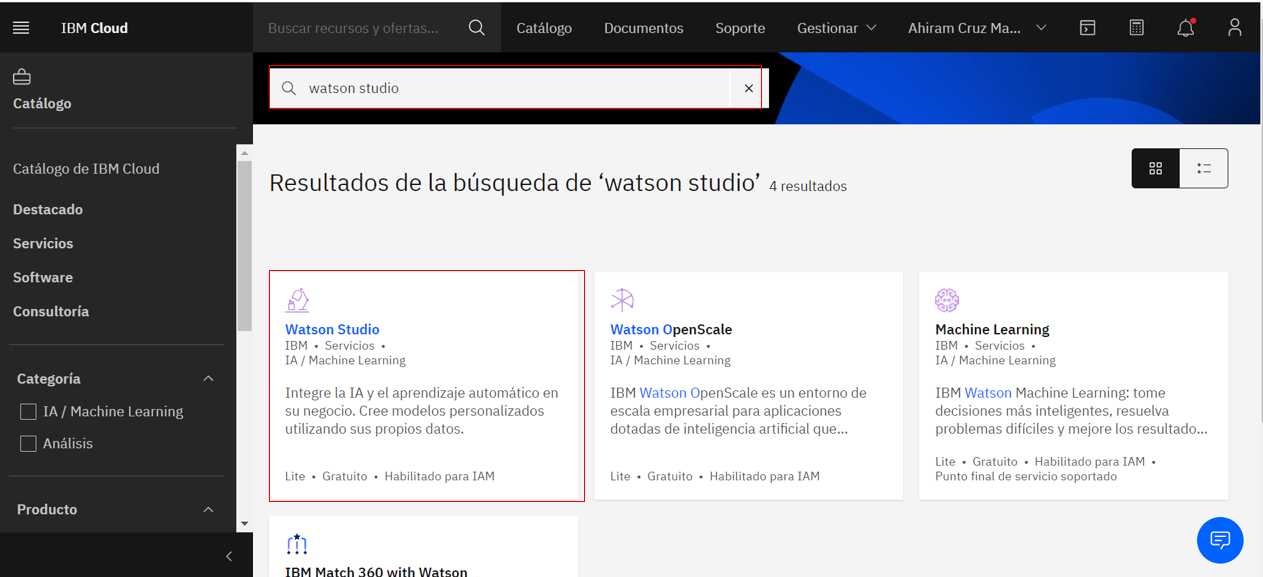 IBM Cloud
Buscar recursos y ofertas...
Catálogo
Documentos
Soporte
Gestionar
Ahiram Cruz Ma...
Catálogo
Catálogo de IBM Cloud
Destacado
Servicios
Software
Consultoría
Categoría
IA / Machine Learning
Análisis
Producto
watson studio
Resultados de la búsqueda de ‘watson studio’ 4 resultados
Watson Studio
IBM • Servicios •
IA / Machine Learning
Integre la IA y el aprendizaje automático en
su negocio. Cree modelos personalizados
utilizando sus propios datos.
Lite • Gratuito • Habilitado para IAM
Watson OpenScale
IBM • Servicios •
IA / Machine Learning
IBM Watson OpenScale es un entorno de
escala empresarial para aplicaciones
dotadas de inteligencia artificial que...
Lite • Gratuito • Habilitado para IAM
Machine Learning
IBM • Servicios •
IA / Machine Learning
IBM Watson Machine Learning: tome
decisiones más inteligentes, resuelva
problemas difíciles y mejore los resultado...
Lite • Gratuito • Habilitado para IAM •
Punto final de servicio soportado
IBM Match 360 with Watson